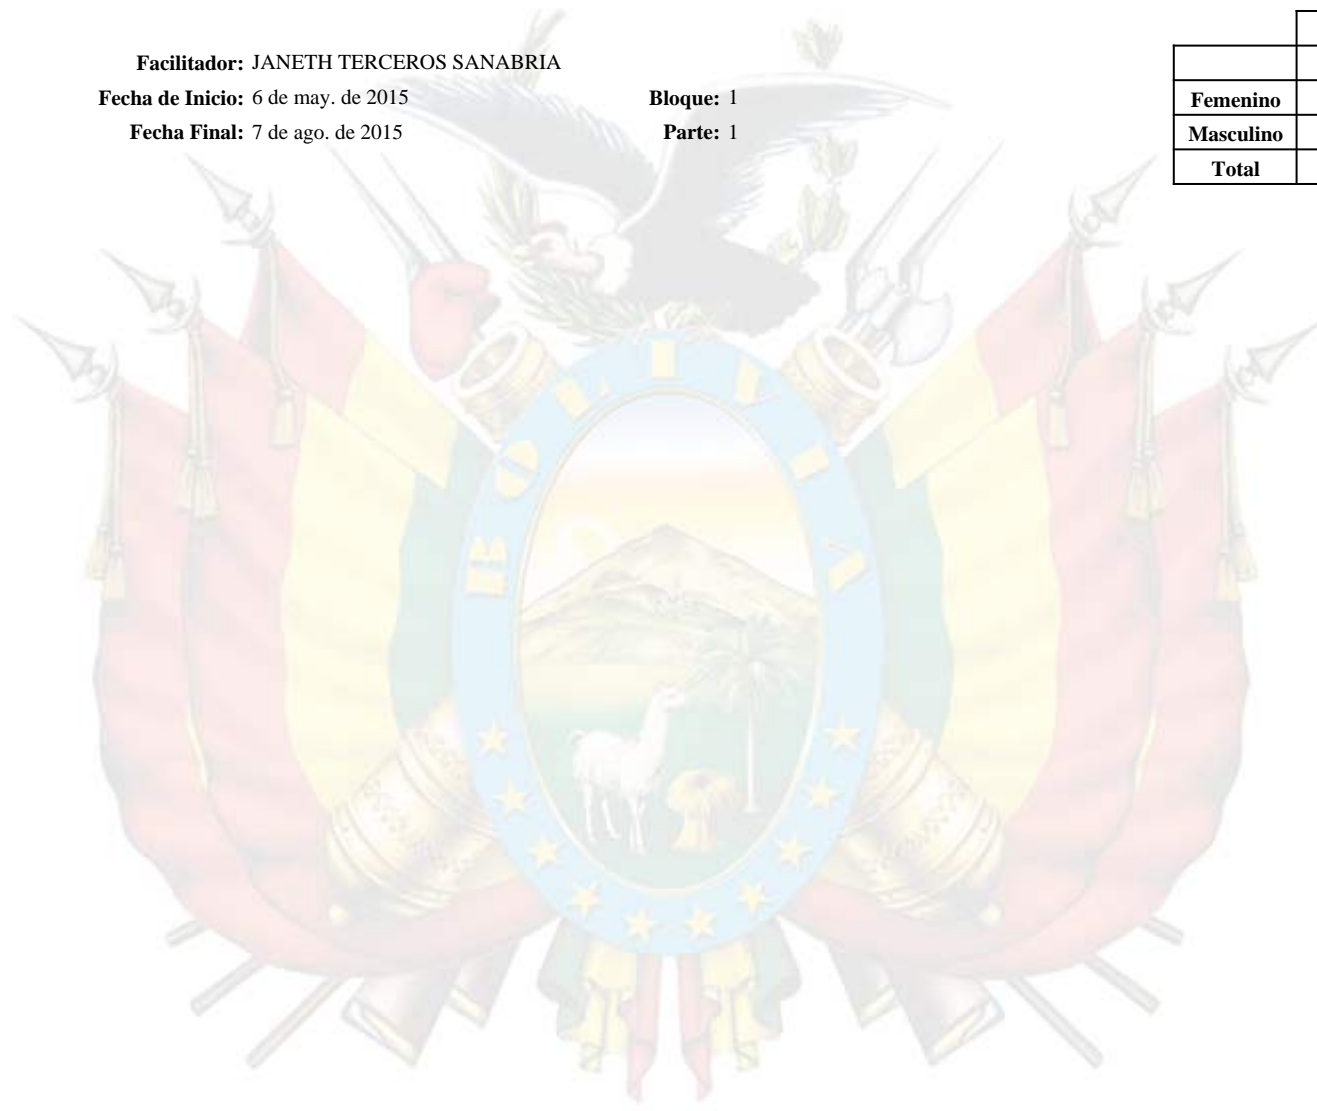 Facilitador: JANETH TERCEROS SANABRIA
Fecha de Inicio: 6 de may. de 2015 Bloque: 1
Fecha Final: 7 de ago. de 2015 Parte: 1
Femenino
Masculino
Total
BOLIVIA